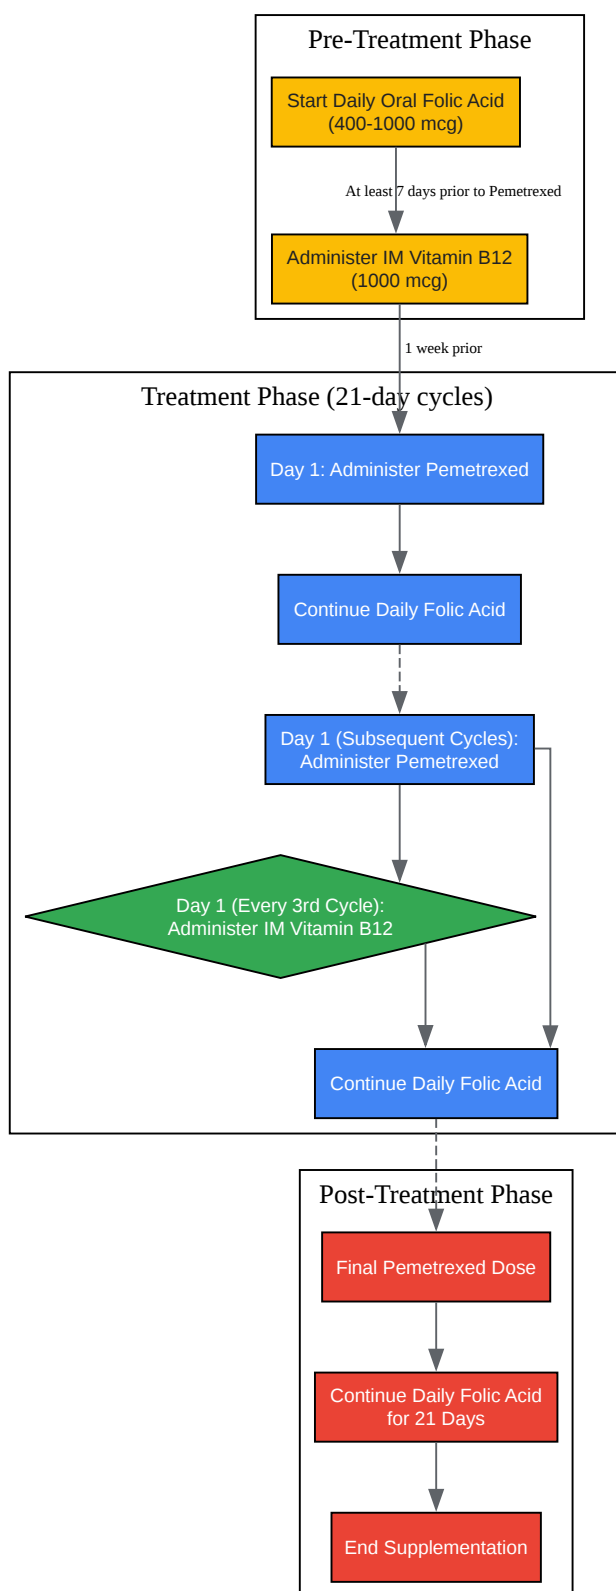 Pre-Treatment Phase
Start Daily Oral Folic Acid
(400-1000 mcg)
At least 7 days prior to Pemetrexed
Administer IM Vitamin B12
(1000 mcg)
1 week prior
Treatment Phase (21-day cycles)
Day 1: Administer Pemetrexed
Continue Daily Folic Acid
Day 1 (Subsequent Cycles):
Administer Pemetrexed
Day 1 (Every 3rd Cycle):
Administer IM Vitamin B12
Continue Daily Folic Acid
Post-Treatment Phase
Final Pemetrexed Dose
Continue Daily Folic Acid
for 21 Days
End Supplementation